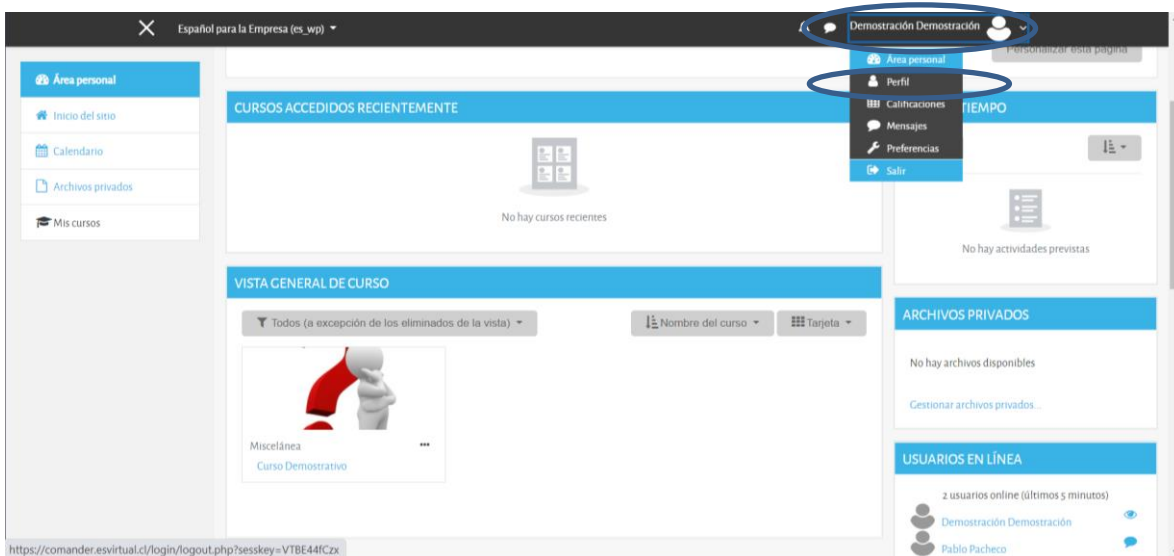 Español para la Empresa (es_wp)
Demostración Demostración
Personalizar esta página
Área personal
Inicio del sitio
Calendario
Archivos privados
Mis cursos
Área personal
Perfil
Calificaciones
Mensajes
Preferencias
Salir
CURSOS ACCEDIDOS RECIENTEMENTE
No hay cursos recientes
TIEMPO
No hay actividades previstas
VISTA GENERAL DE CURSO
Todos (a excepción de los eliminados de la vista)
Nombre del curso
Tarjeta
Miscelánea
Curso Demostrativo
ARCHIVOS PRIVADOS
No hay archivos disponibles
Gestionar archivos privados...
USUARIOS EN LÍNEA
2 usuarios online (últimos 5 minutos)
Demostración Demostración
Pablo Pacheco
https://comander.esvirtual.cl/login/logout.php?sesskey=VTBE44fCzx